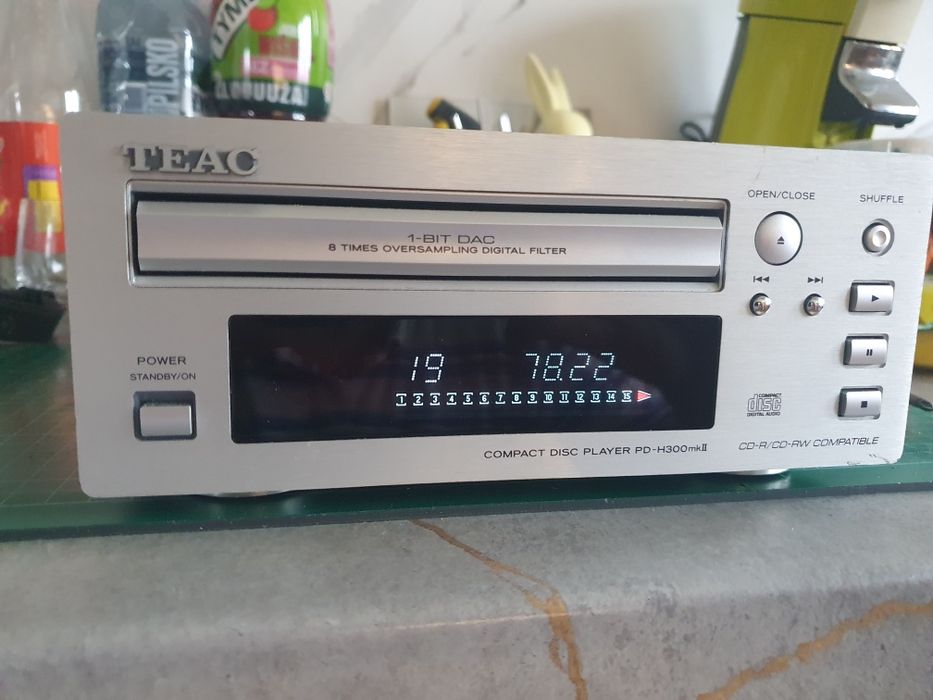 TEAC
1-BIT DAC
8 TIMES OVERSAMPLING DIGITAL FILTER
OPEN/CLOSE
SHUFFLE
POWER
STANDBY/ON
19 78.22
1 2 3 4 5 6 7 8 9 10 11 12 13 14 15
COMPACT
disc
DIGITAL AUDIO
COMPACT DISC PLAYER PD-H300mkII
CD-R/CD-RW COMPATIBLE